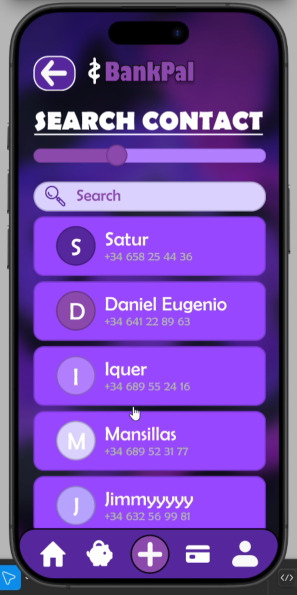 BankPal
SEARCH CONTACT
Search
S
Satur
+34 658 25 44 36
D
Daniel Eugenio
+34 641 22 89 63
I
Iquer
+34 689 55 24 16
M
Mansillas
+34 689 52 31 77
J
Jimmyyyyy
+34 632 56 99 81